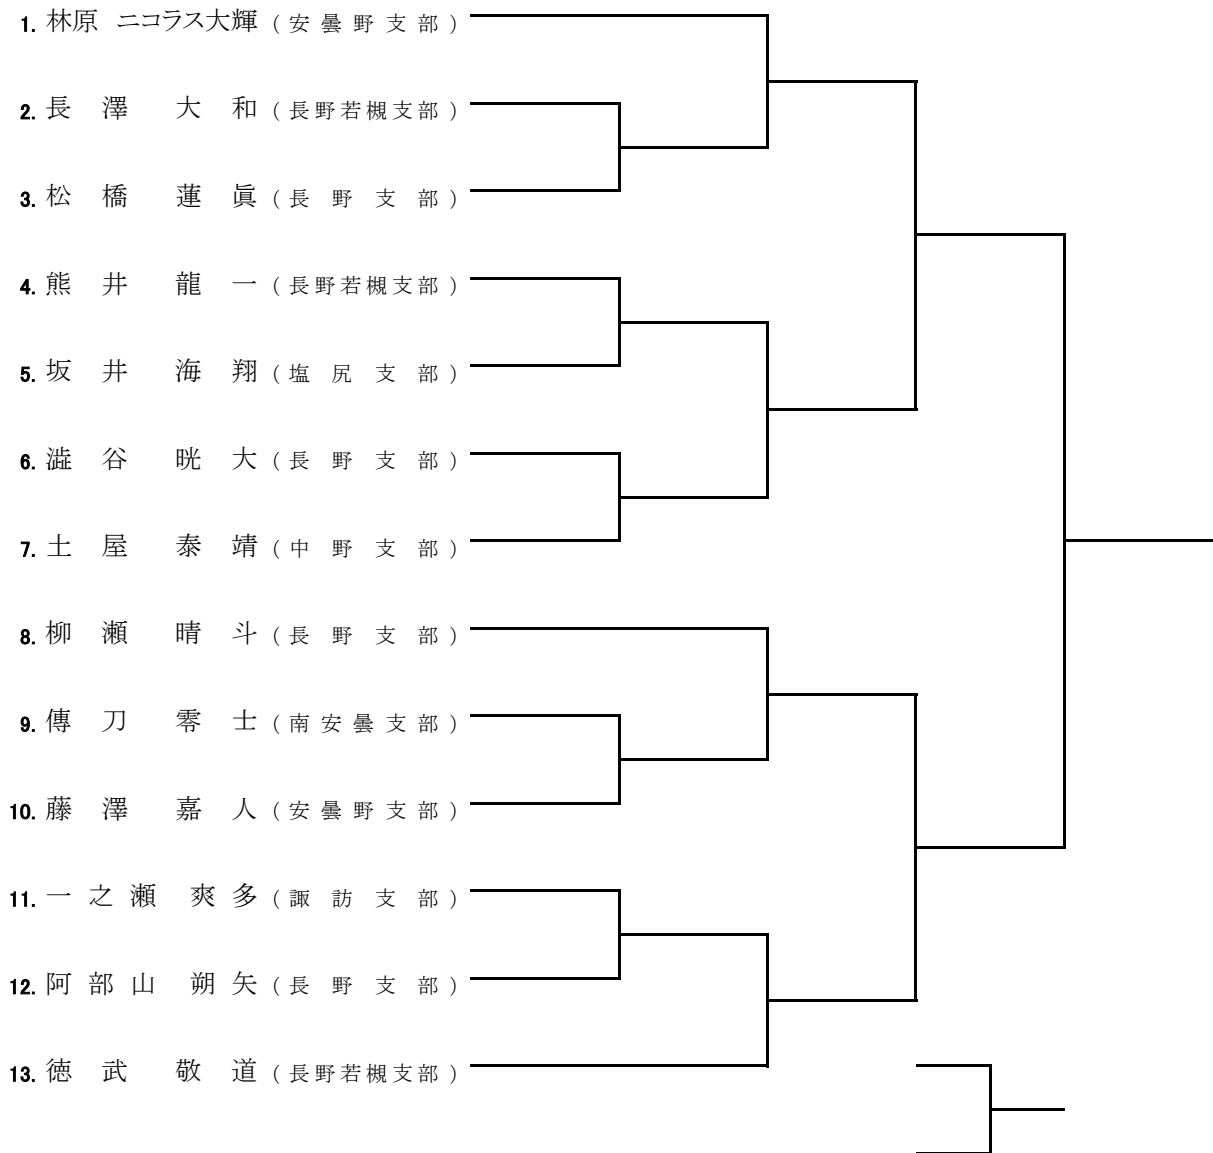 1. 林原 ニコラス大輝 (安曇野支部)
2. 長澤 大和 (長野若槻支部)
3. 松橋 蓮眞 (長野支部)
4. 熊井 龍一 (長野若槻支部)
5. 坂井 海翔 (塩尻支部)
6. 澁谷 晄大 (長野支部)
7. 土屋 泰靖 (中野支部)
8. 柳瀬 晴斗 (長野支部)
9. 傳刀 零士 (南安曇支部)
10. 藤澤 嘉人 (安曇野支部)
11. 一之瀬 爽多 (諏訪支部)
12. 阿部山 朔矢 (長野支部)
13. 徳武 敬道 (長野若槻支部)